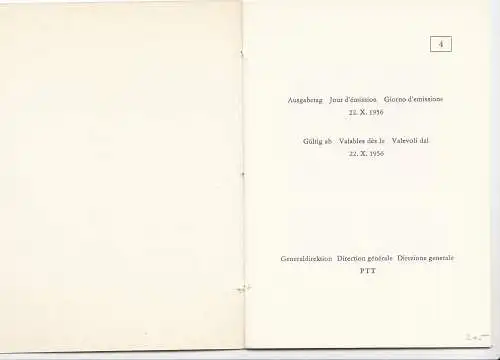 4
Ausgabetag Jour d'émission Giorno d'emissione
22. X. 1956
Gültig ab Valables dès le Valevoli dal
22. X. 1956
Generaldirektion Direction générale Direzione generale
PTT